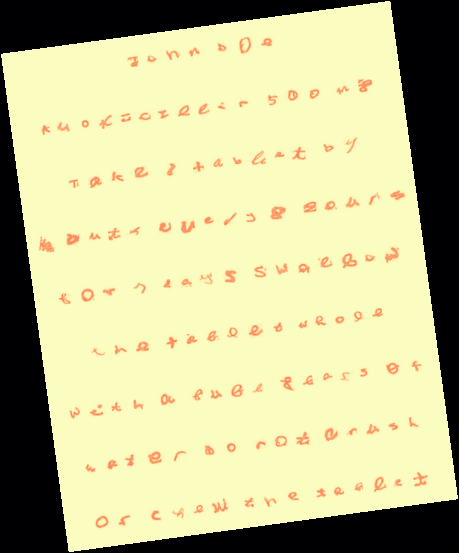 John Doe
Amoxicillin 500 mg
Take 1 tablet by
mouth every 8 hours
for 7 days Swallow
the tablet whole
with a full glass of
water Do not crush
or chew the tablet